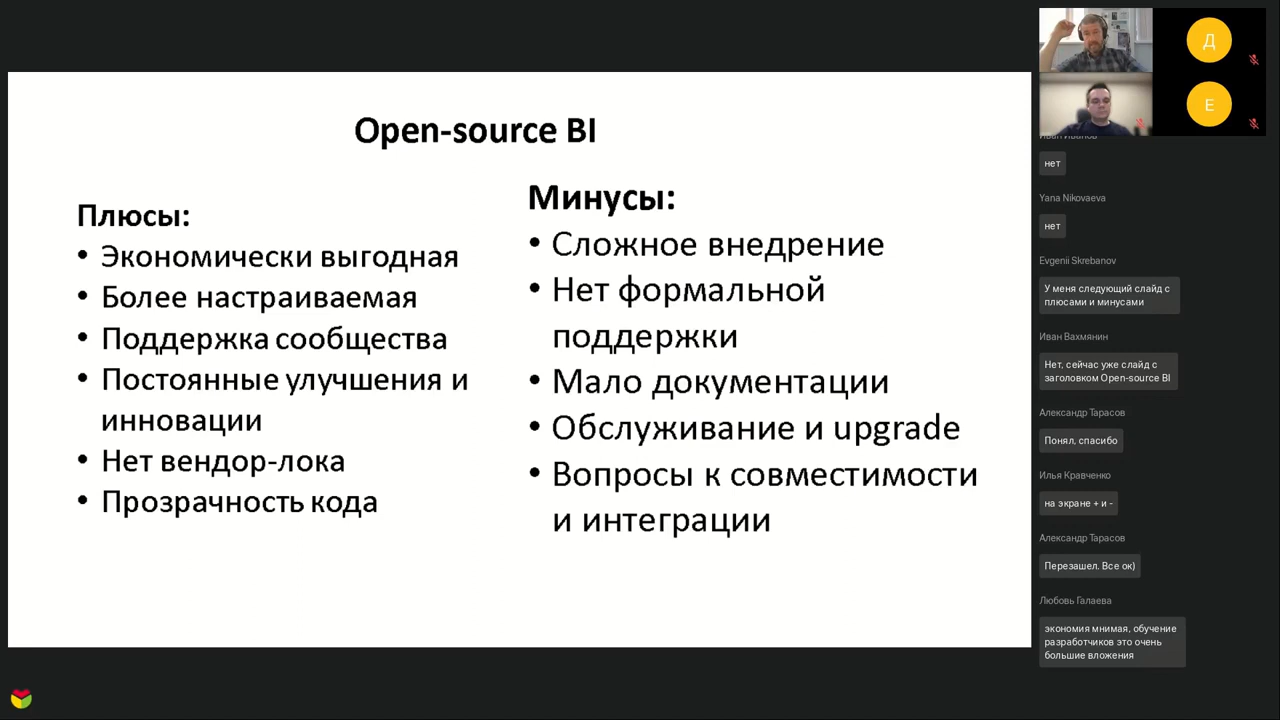 Open-source BI
Плюсы:
• Экономически выгодная
• Более настраиваемая
• Поддержка сообщества
• Постоянные улучшения и
инновации
• Нет вендор-лока
• Прозрачность кода
Минусы:
• Сложное внедрение
• Нет формальной
поддержки
• Мало документации
• Обслуживание и upgrade
• Вопросы к совместимости
и интеграции
Д
Е
нет
Yana Nikovaeva
нет
Evgenii Skrebanov
У меня следующий слайд с
плюсами и минусами
Иван Вахмянин
Нет, сейчас уже слайд с
заголовком Open-source BI
Александр Тарасов
Понял, спасибо
Илья Кравченко
на экране + и -
Александр Тарасов
Перезашел. Все ок)
Любовь Галаева
экономия мнимая, обучение
разработчиков это очень
большие вложения